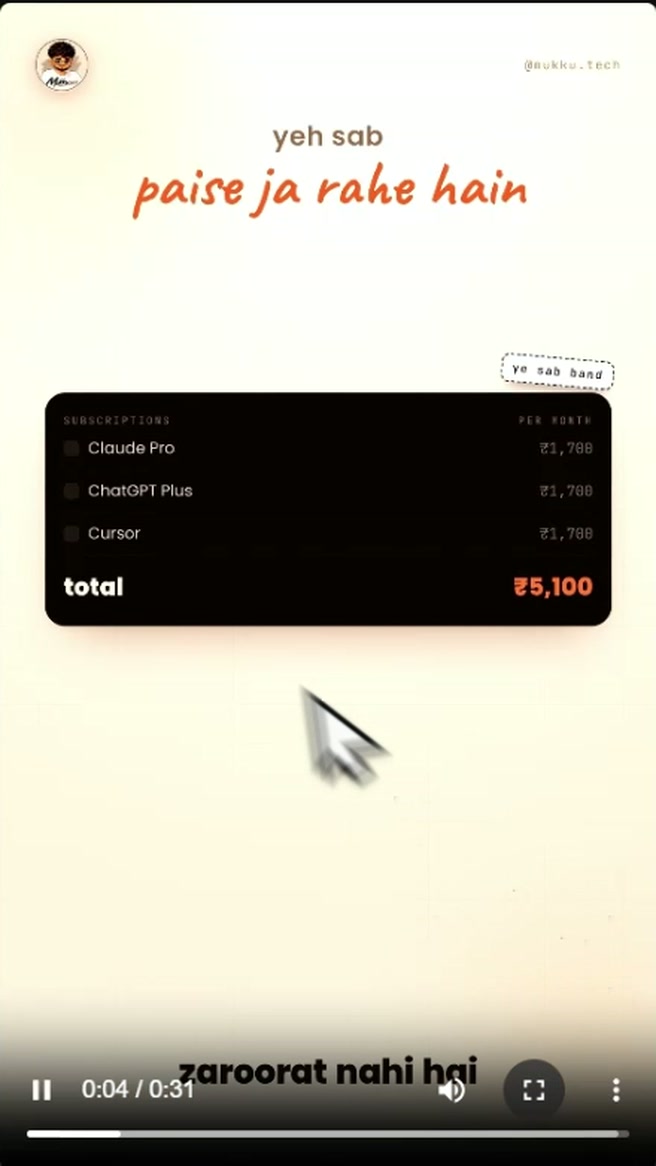 @mukku.tech
yeh sab
paise ja rahe hain
ye sab band
SUBSCRIPTIONS PER MONTH
Claude Pro ₹1,700
ChatGPT Plus ₹1,700
Cursor ₹1,700
total ₹5,100
zaroorat nahi hai
0:04 / 0:31